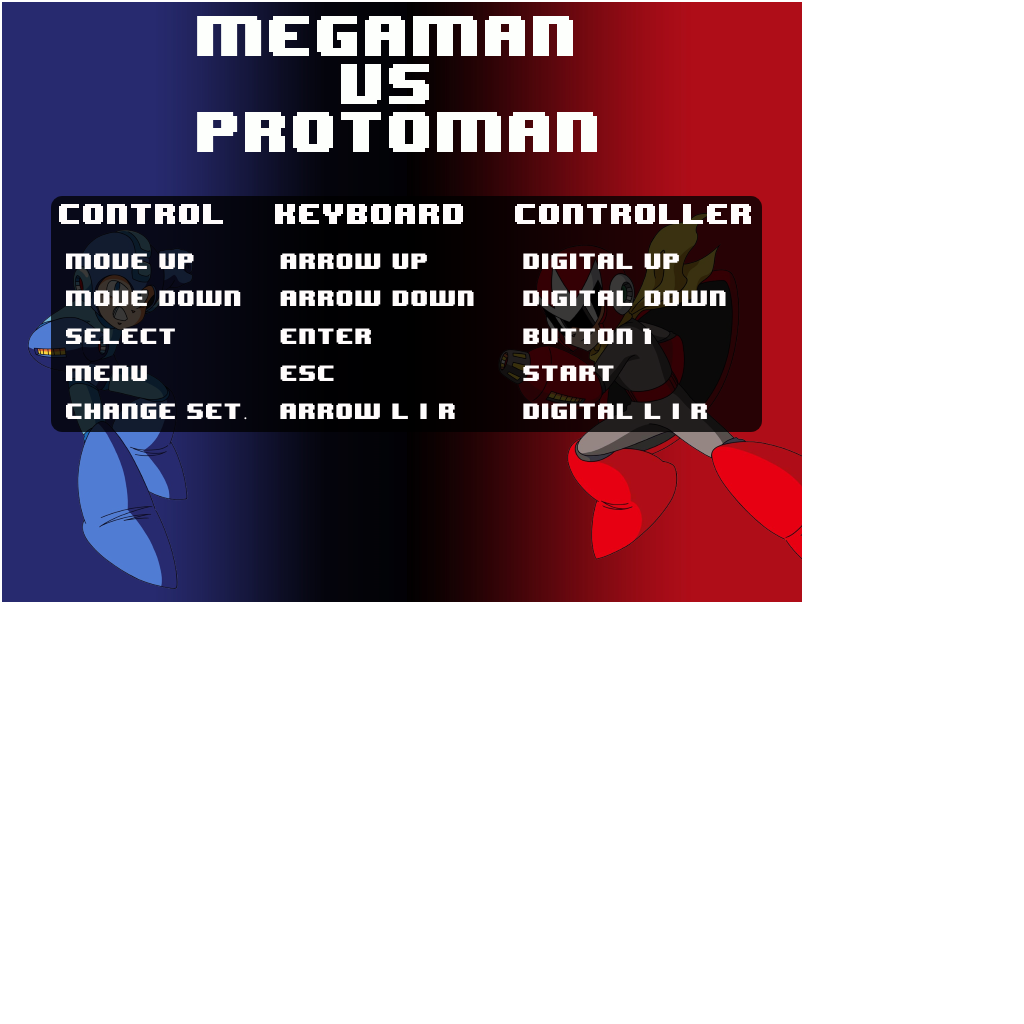 MEGAMAN
VS
PROTOMAN
CONTROL KEYBOARD CONTROLLER
MOVE UP ARROW UP DIGITAL UP
MOVE DOWN ARROW DOWN DIGITAL DOWN
SELECT ENTER BUTTON 1
MENU ESC START
CHANGE SET. ARROW L I R DIGITAL L I R